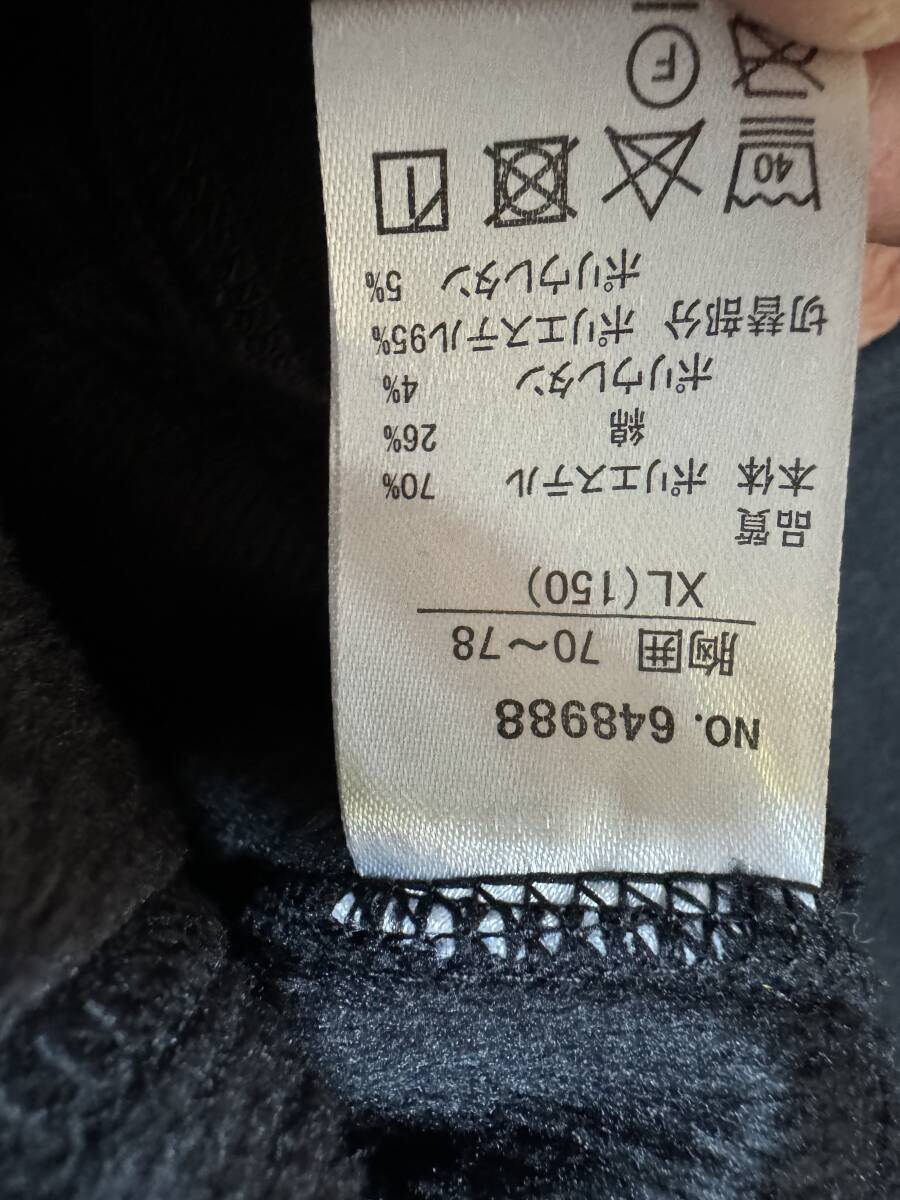 NO. 648988
胸囲 70〜78
XL(150)
品質
本体 ポリエステル 70%
綿 26%
ポリウレタン 4%
切替部分 ポリエステル95%
ポリウレタン 5%
40
F